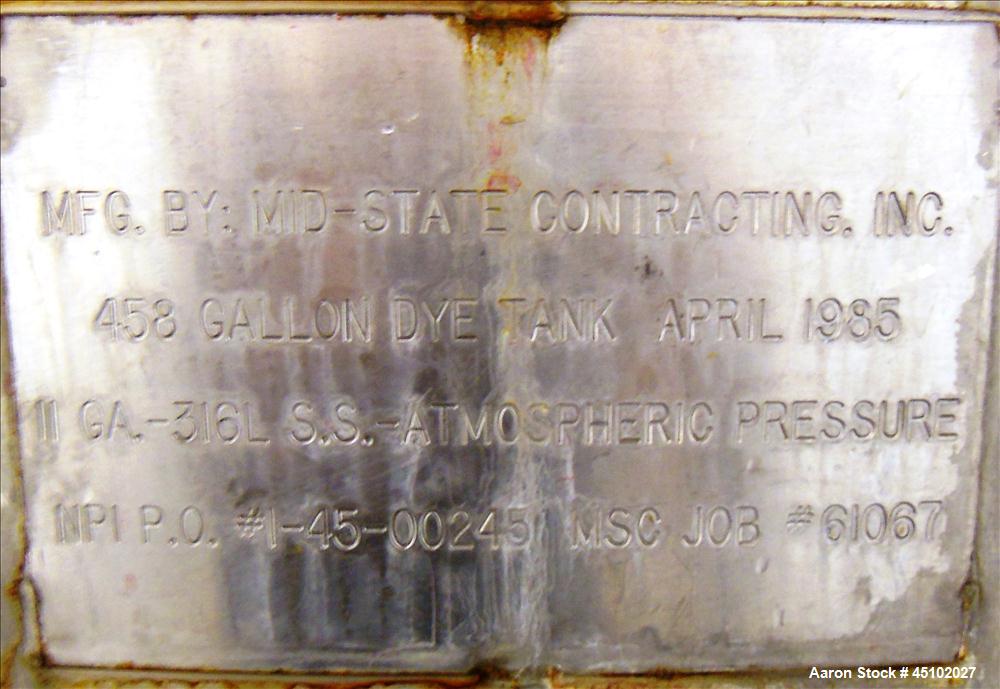 MFG. BY: MID-STATE CONTRACTING. INC.
458 GALLON DYE TANK APRIL 1985
11 GA.-316L S.S.-ATMOSPHERIC PRESSURE
NPI P.O. #1-45-00245 MSC JOB #61067
Aaron Stock # 45102027